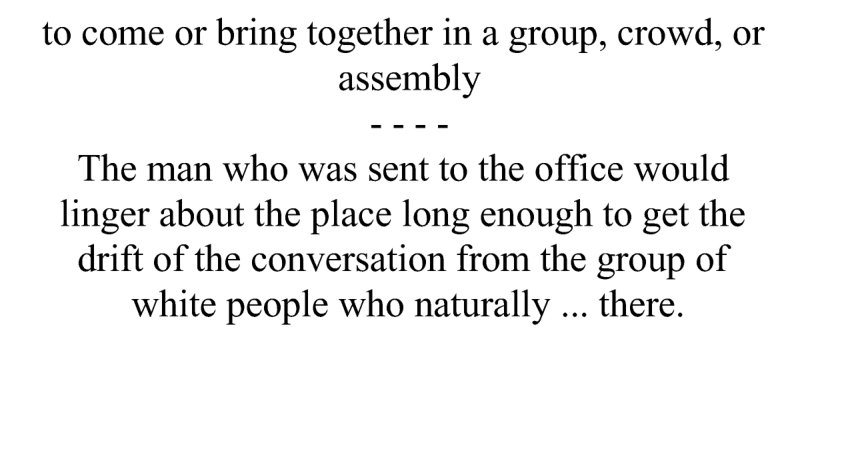 to come or bring together in a group, crowd, or
assembly
- - - -
The man who was sent to the office would
linger about the place long enough to get the
drift of the conversation from the group of
white people who naturally ... there.